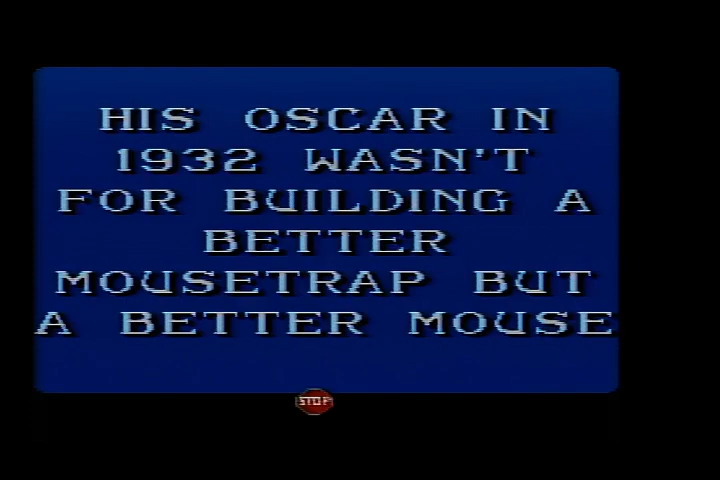 HIS OSCAR IN
1932 WASN'T
FOR BUILDING A
BETTER
MOUSETRAP BUT
A BETTER MOUSE
STOP